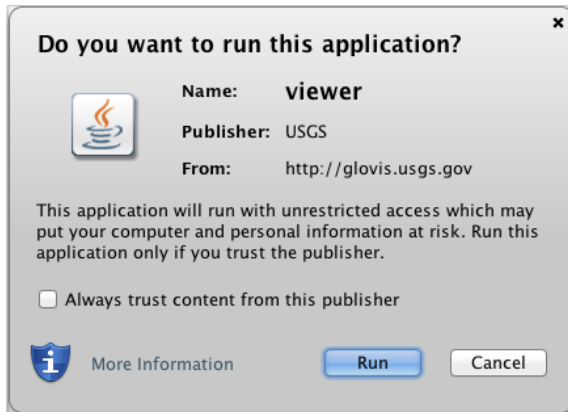 Do you want to run this application?
Name: viewer
Publisher: USGS
From: http://glovis.usgs.gov
This application will run with unrestricted access which may
put your computer and personal information at risk. Run this
application only if you trust the publisher.
Always trust content from this publisher
More Information
Run
Cancel